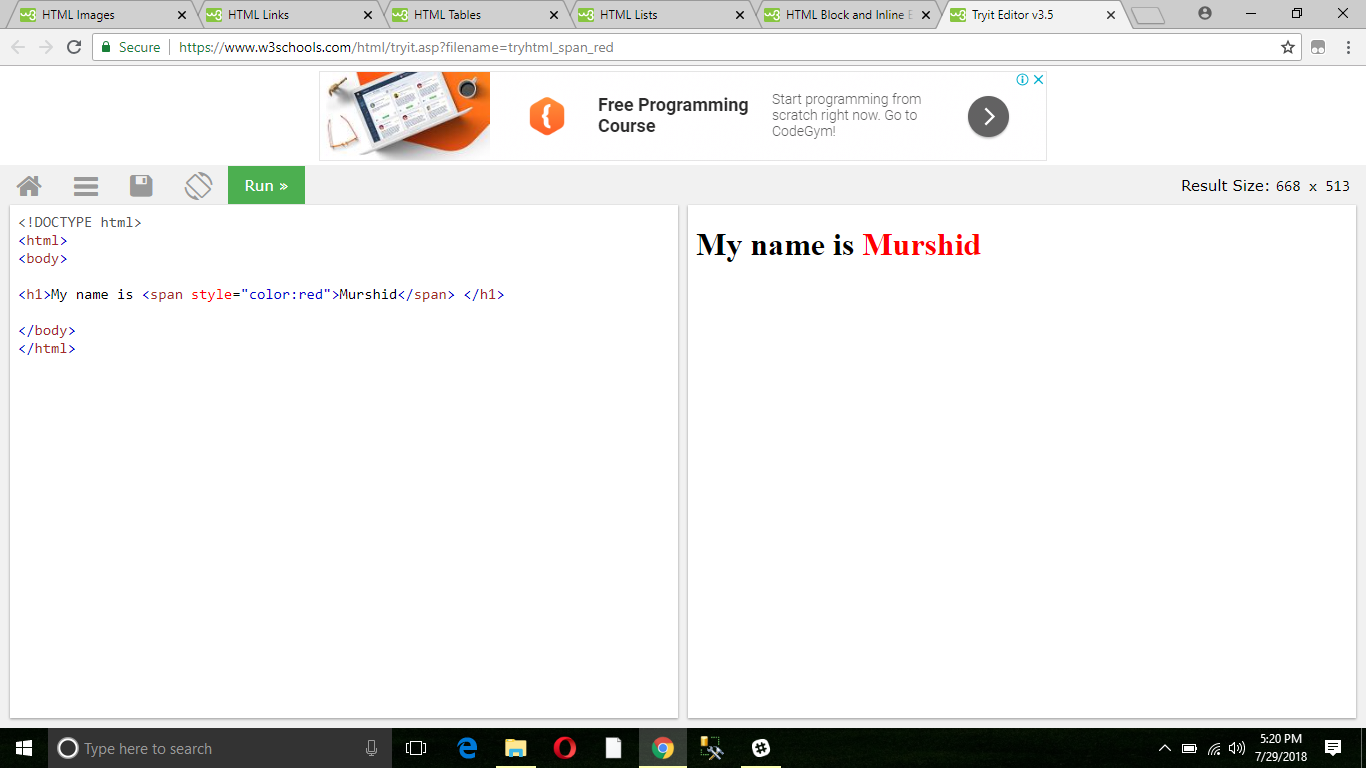 HTML Images
HTML Links
HTML Tables
HTML Lists
HTML Block and Inline E
Tryit Editor v3.5
Secure
https://www.w3schools.com/html/tryit.asp?filename=tryhtml_span_red
Free Programming
Course
Start programming from
scratch right now. Go to
CodeGym!
Run »
Result Size: 668 x 513
<!DOCTYPE html>
<html>
<body>
<h1>My name is <span style="color:red">Murshid</span> </h1>
</body>
</html>
My name is Murshid
Type here to search
5:20 PM
7/29/2018